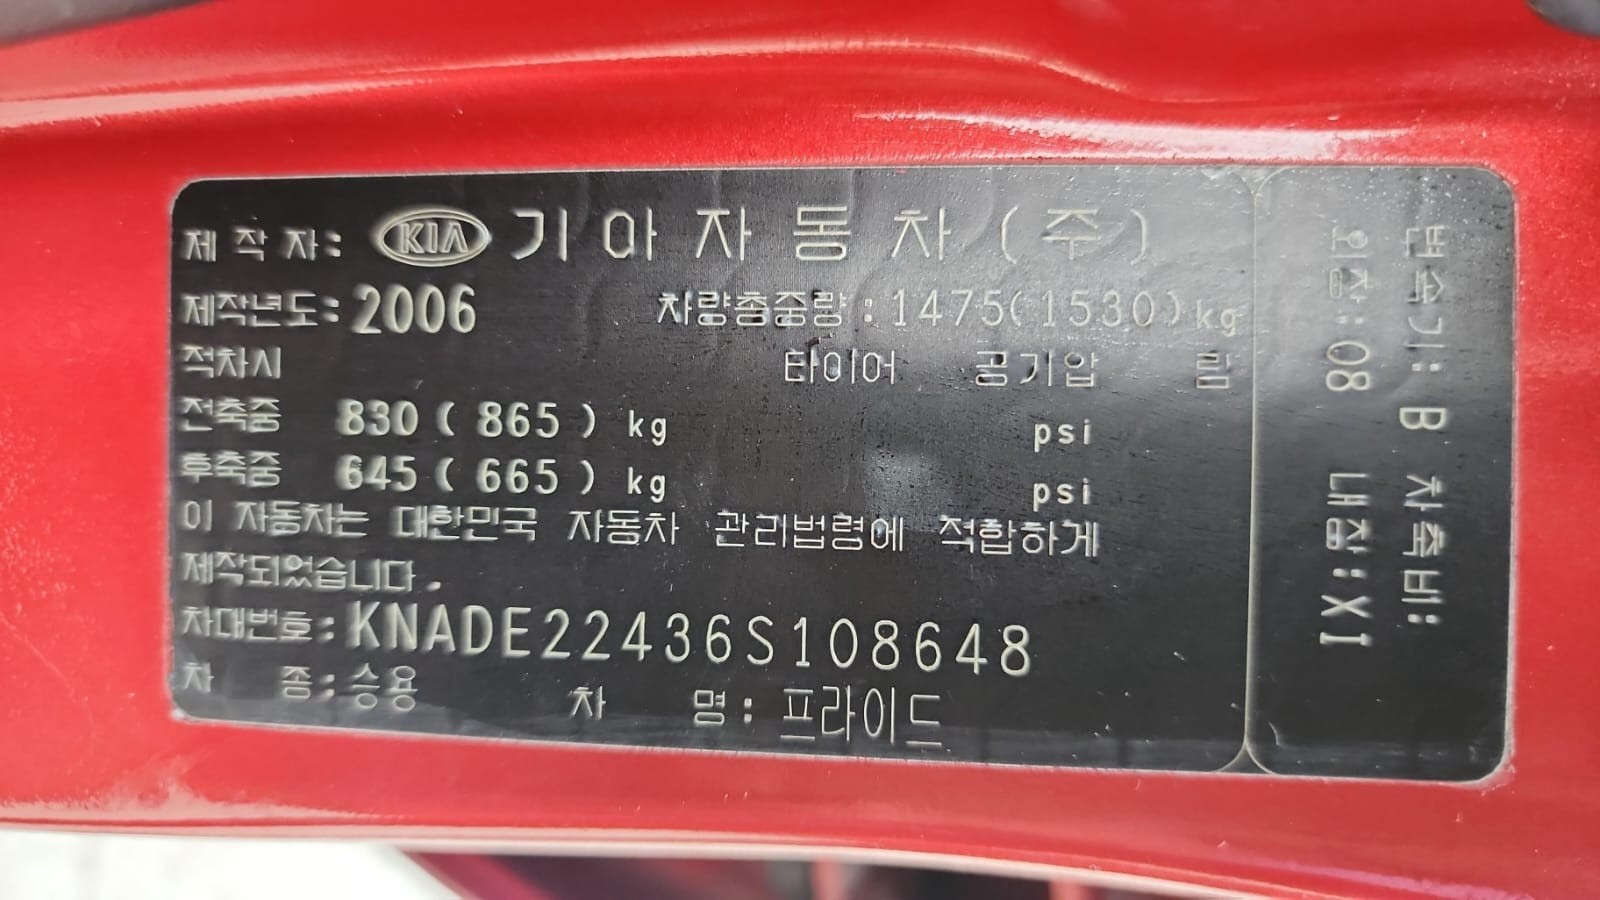 제 작 자: KIA 기 아 자 동 차 ( 주 )
제작년도: 2006 차량총중량 : 1475(1530)kg
적차시 타이어 공기압 림
전축중 830 ( 865 ) kg psi
후축중 645 ( 665 ) kg psi
이 자동차는 대한민국 자동차 관리법령에 적합하게
제작되었습니다.
차대번호: KNADE22436S108648
차 종: 승용 차 명: 프라이드
변속기: B 차축비:
외장: 08 내장: XI